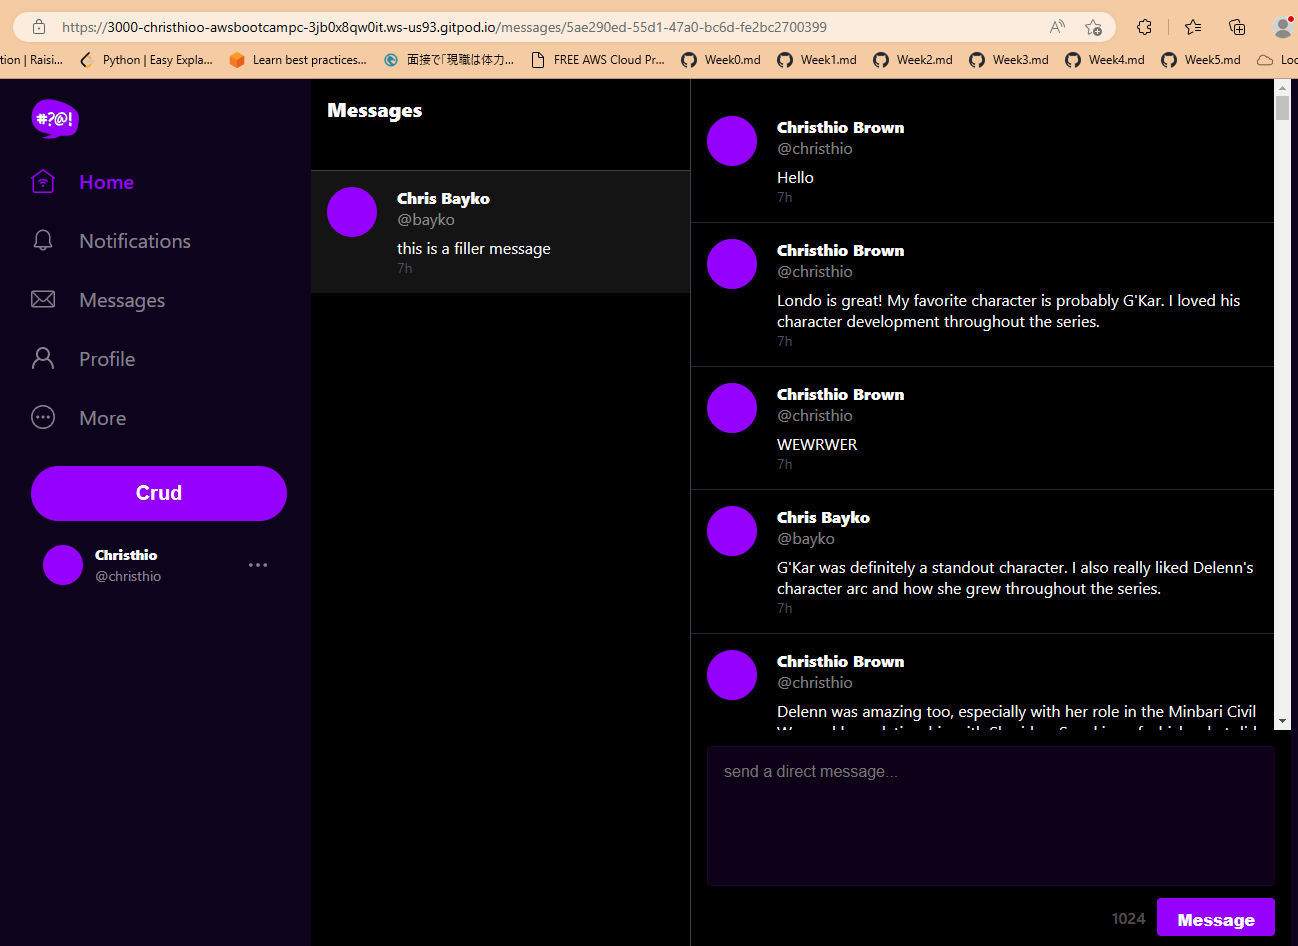 https://3000-christhioo-awsbootcampc-3jb0x8qw0it.ws-us93.gitpod.io/messages/5ae290ed-55d1-47a0-bc6d-fe2bc2700399
tion | Raisi... Python | Easy Expla... Learn best practices... 面接で「現職は体力... FREE AWS Cloud Pr... Week0.md Week1.md Week2.md Week3.md Week4.md Week5.md Loc
#?@!
Home
Notifications
Messages
Profile
More
Crud
Christhio
@christhio
Messages
Chris Bayko
@bayko
this is a filler message
7h
Christhio Brown
@christhio
Hello
7h
Christhio Brown
@christhio
Londo is great! My favorite character is probably G'Kar. I loved his
character development throughout the series.
7h
Christhio Brown
@christhio
WEWRWER
7h
Chris Bayko
@bayko
G'Kar was definitely a standout character. I also really liked Delenn's
character arc and how she grew throughout the series.
7h
Christhio Brown
@christhio
Delenn was amazing too, especially with her role in the Minbari Civil
send a direct message...
1024
Message